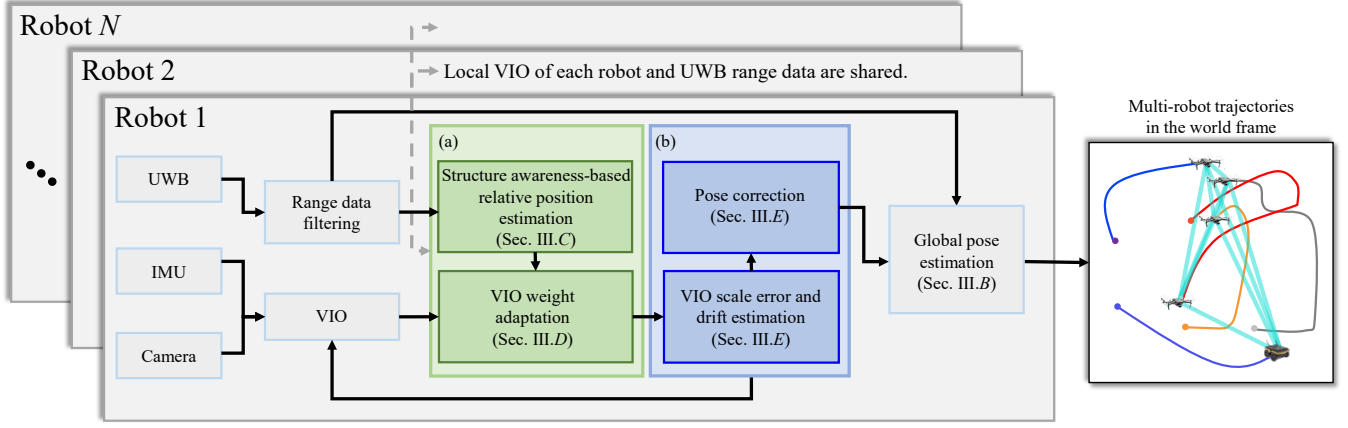 Robot N
Robot 2
Local VIO of each robot and UWB range data are shared.
Robot 1
UWB
IMU
Camera
Range data
filtering
VIO
(a)
Structure awareness-based
relative position
estimation
(Sec. III.C)
VIO weight
adaptation
(Sec. III.D)
(b)
Pose correction
(Sec. III.E)
VIO scale error and
drift estimation
(Sec. III.E)
Global pose
estimation
(Sec. III.B)
Multi-robot trajectories
in the world frame